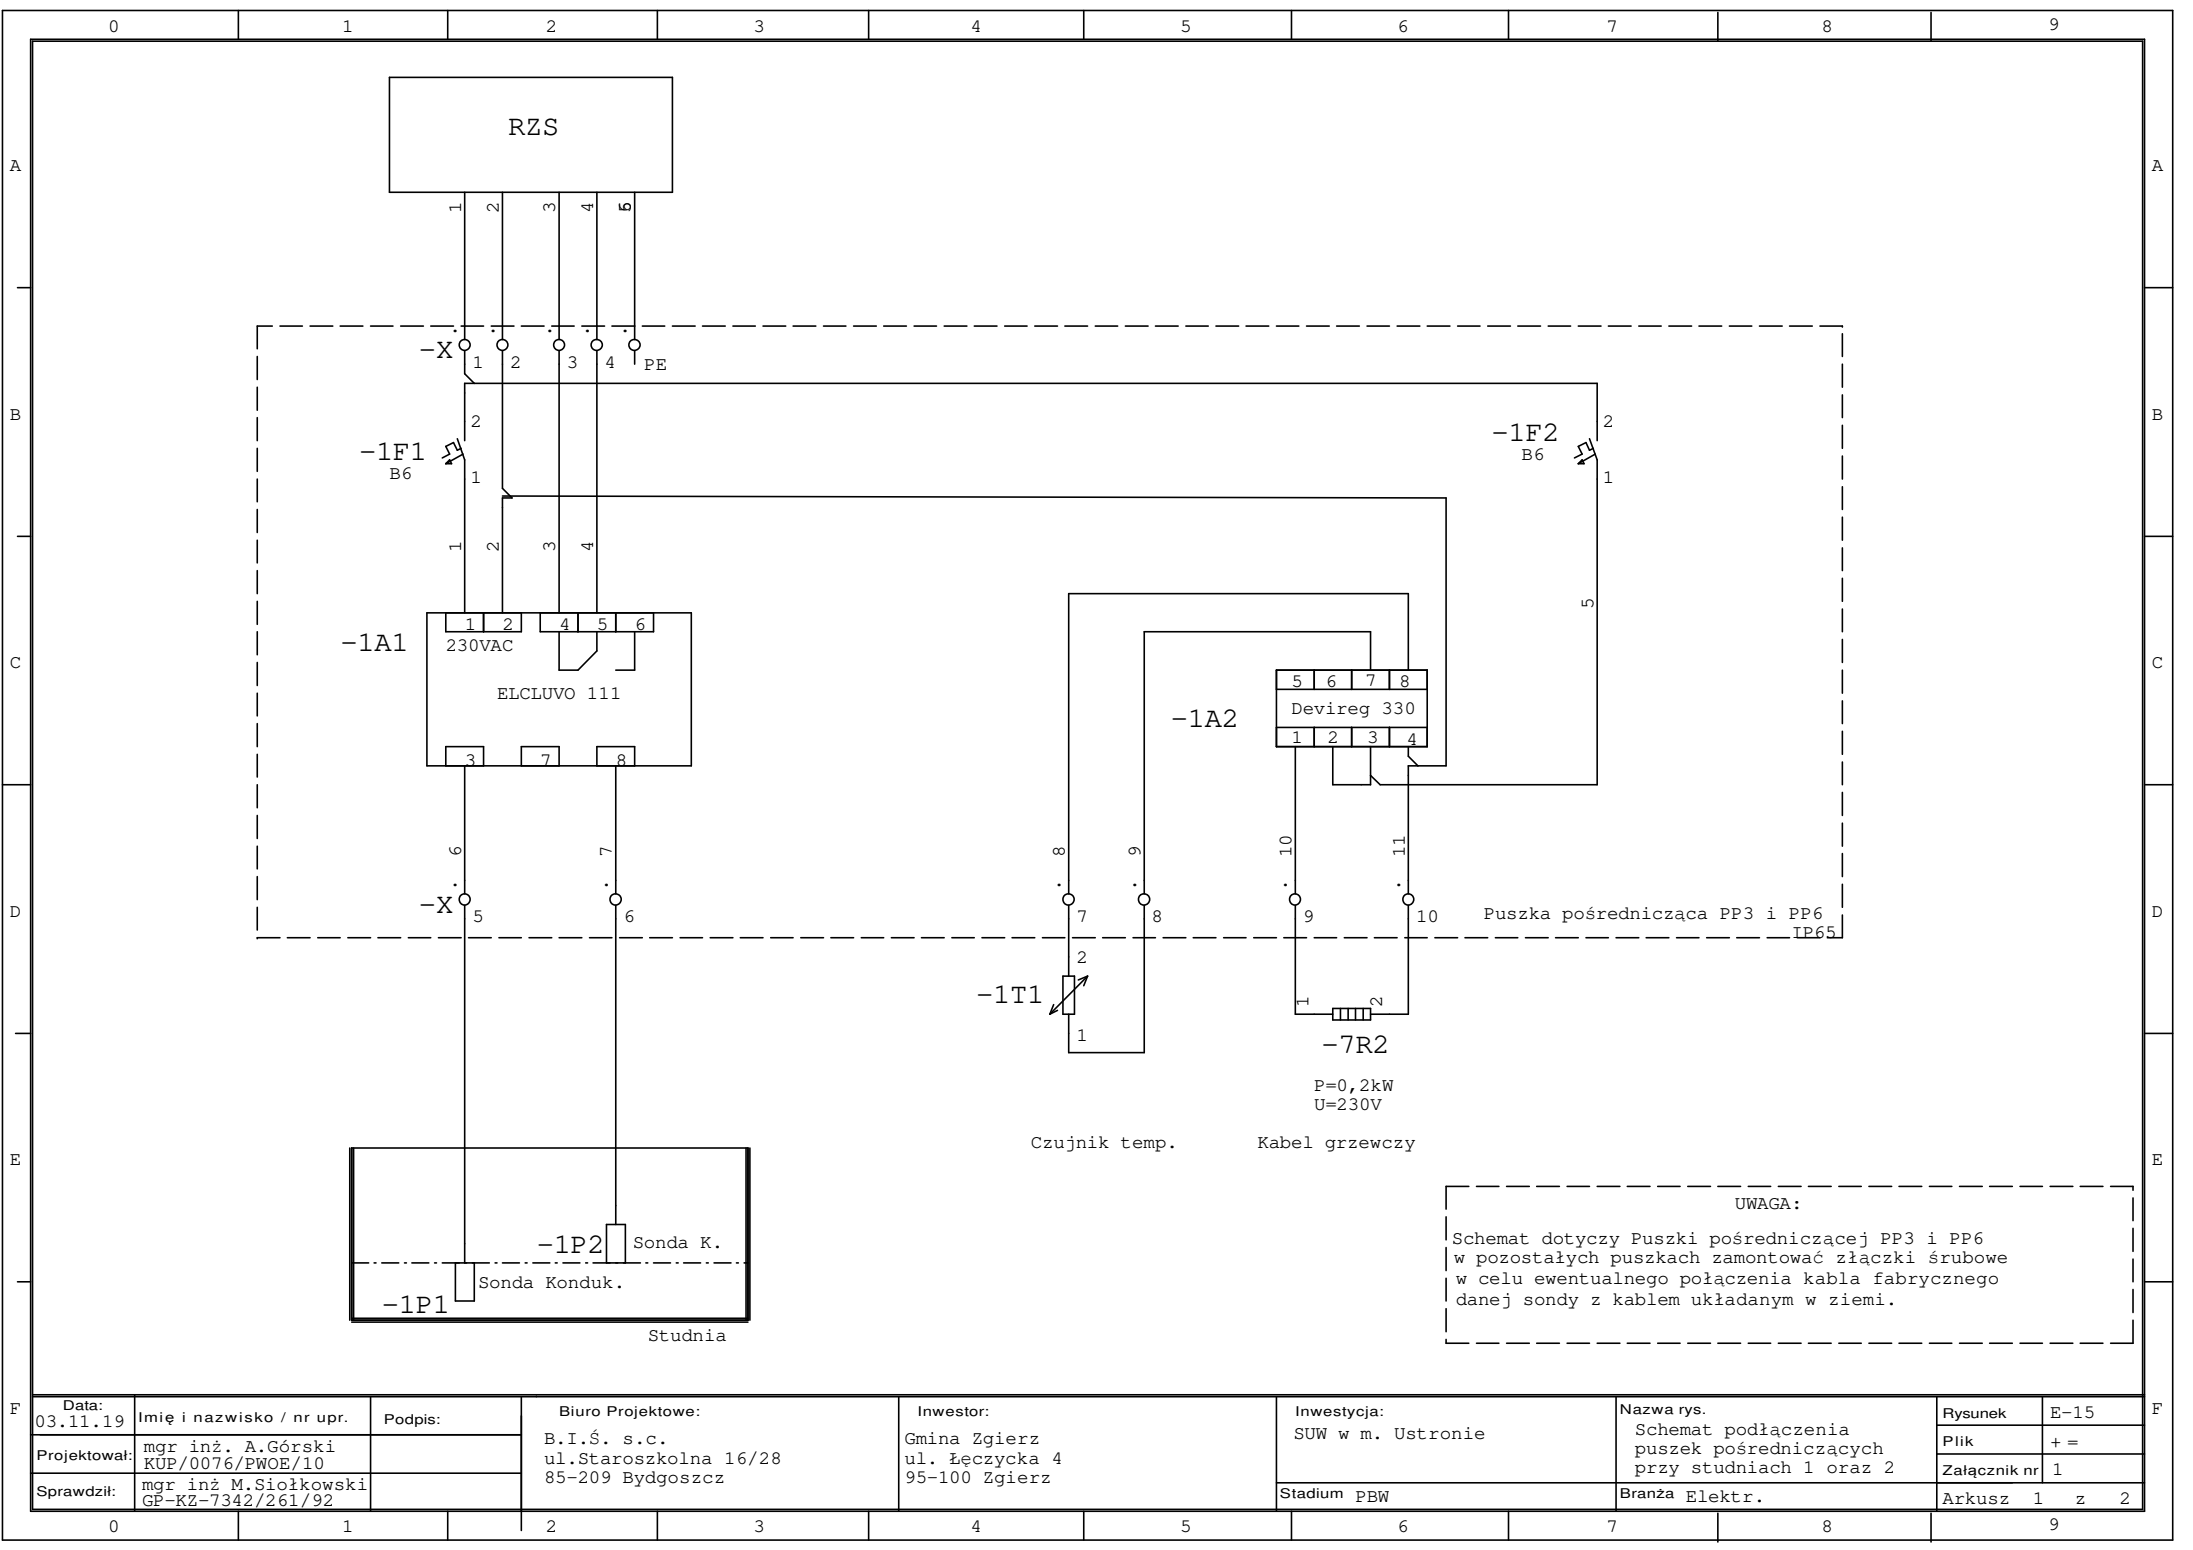 0 1 2 3 4 5 6 7 8 9
A A
RZS
1 2 3 4 5
-X 1 2 3 4 PE
B B
2 2
-1F1 -1F2
B6 B6
1 1
1 2 3 4
5
1 2 4 5 6
-1A1 230VAC
C C
ELCLUVO 111
5 6 7 8
-1A2 Devireg 330
1 2 3 4
3 7 8
6 7 8 9 10 11
-X 5 6 7 8 9 10
D D
Puszka pośrednicząca PP3 i PP6
IP65
2
-1T1
1
1 2
-7R2
P=0,2kW
U=230V
Czujnik temp. Kabel grzewczy
E E
-1P2 Sonda K.
Sonda Konduk.
-1P1
Studnia
UWAGA:
Schemat dotyczy Puszki pośredniczącej PP3 i PP6
w pozostałych puszkach zamontować złączki śrubowe
w celu ewentualnego połączenia kabla fabrycznego
danej sondy z kablem układanym w ziemi.
F F
Data:
03.11.19
Imię i nazwisko / nr upr.
Podpis:
Projektował:
mgr inż. A.Górski
KUP/0076/PWOE/10
Sprawdził:
mgr inż M.Siołkowski
GP-KZ-7342/261/92
Biuro Projektowe:
B.I.Ś. s.c.
ul.Staroszkolna 16/28
85-209 Bydgoszcz
Inwestor:
Gmina Zgierz
ul. Łęczycka 4
95-100 Zgierz
Inwestycja:
SUW w m. Ustronie
Stadium PBW
Nazwa rys.
Schemat podłączenia
puszek pośredniczących
przy studniach 1 oraz 2
Branża Elektr.
Rysunek E-15
Plik + =
Załącznik nr 1
Arkusz 1 z 2
0 1 2 3 4 5 6 7 8 9